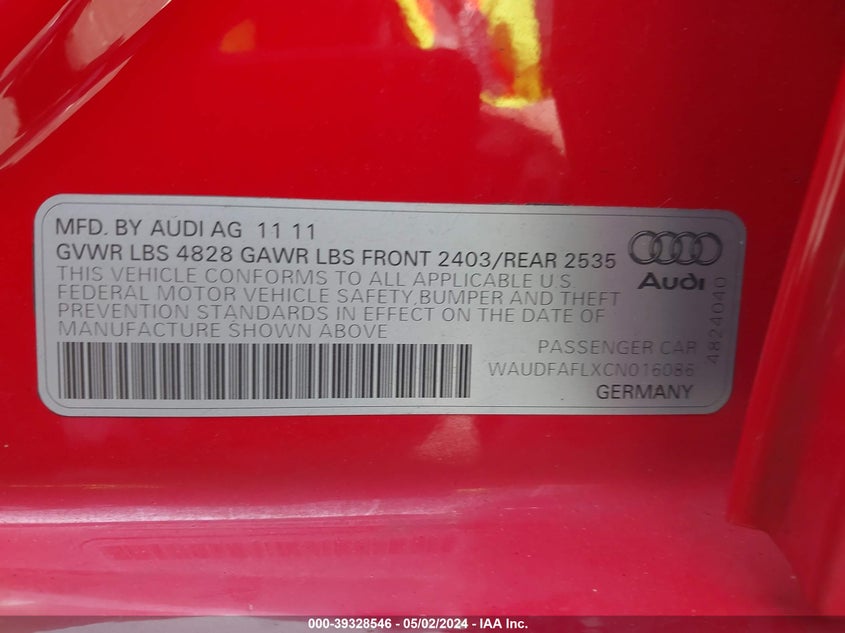 MFD. BY AUDI AG 11 11
GVWR LBS 4828 GAWR LBS FRONT 2403/REAR 2535
THIS VEHICLE CONFORMS TO ALL APPLICABLE U.S
FEDERAL MOTOR VEHICLE SAFETY,BUMPER AND THEFT
PREVENTION STANDARDS IN EFFECT ON THE DATE OF
MANUFACTURE SHOWN ABOVE
Audi
4824040
PASSENGER CAR
WAUDFAFLXCN016086
GERMANY
000-39328546 - 05/02/2024 - IAA Inc.